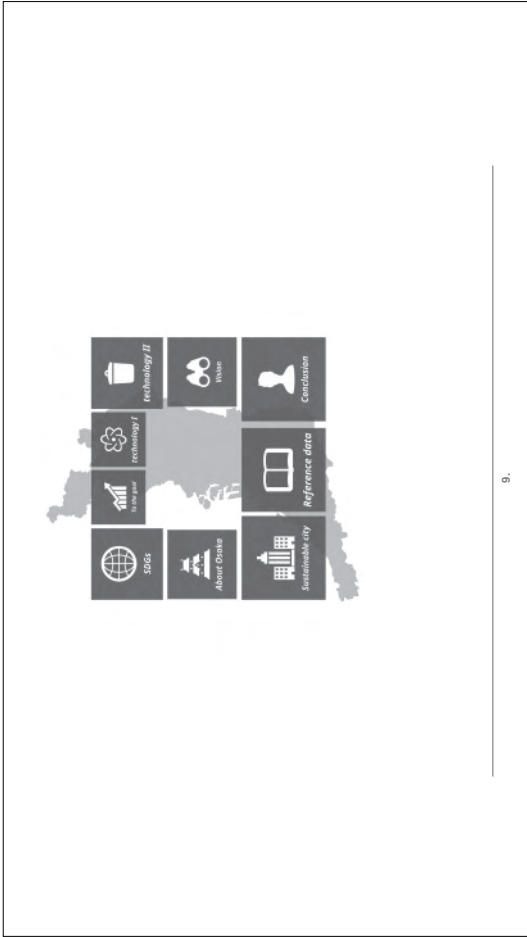 SDGs
To the goal
technology I
technology II
About Osaka
Vision
Sustainable city
Reference data
Conclusion
9.